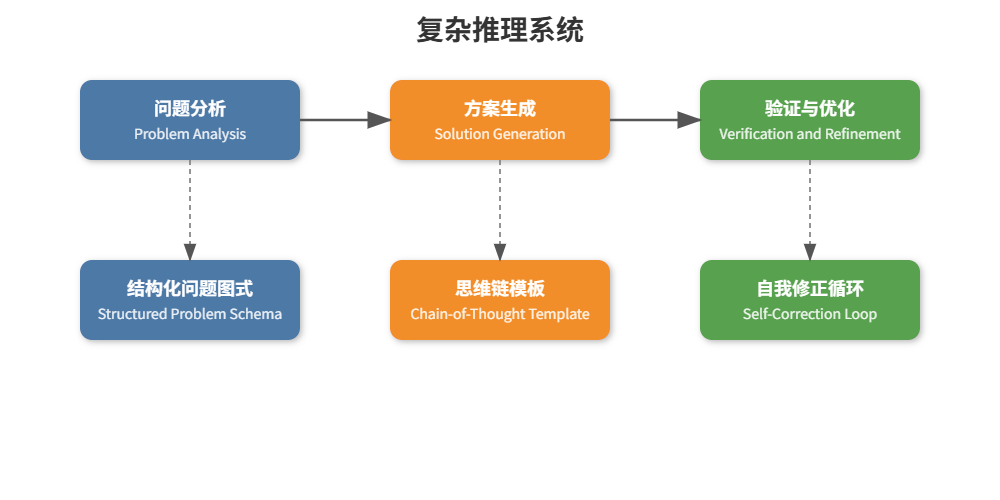 复杂推理系统
问题分析
Problem Analysis
方案生成
Solution Generation
验证与优化
Verification and Refinement
结构化问题图式
Structured Problem Schema
思维链模板
Chain-of-Thought Template
自我修正循环
Self-Correction Loop